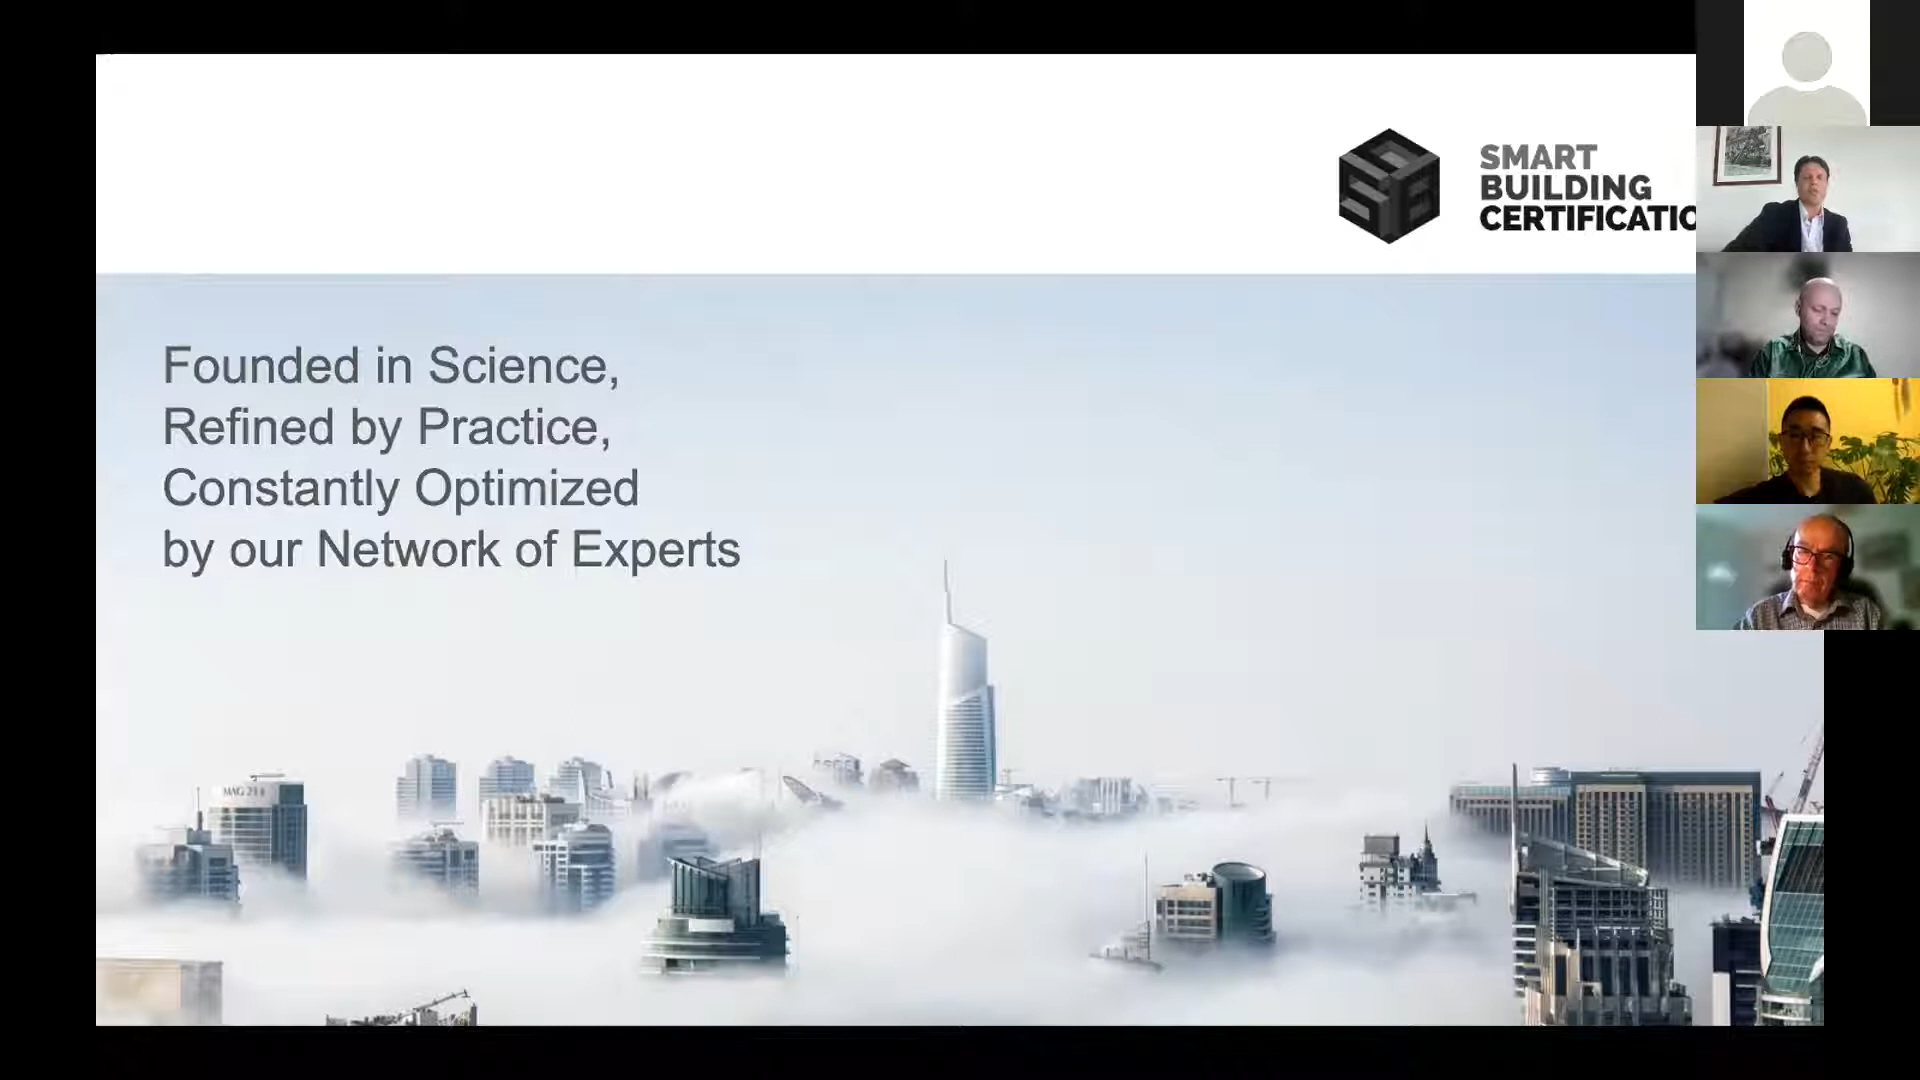 SMART
BUILDING
CERTIFICATIO
Founded in Science,
Refined by Practice,
Constantly Optimized
by our Network of Experts